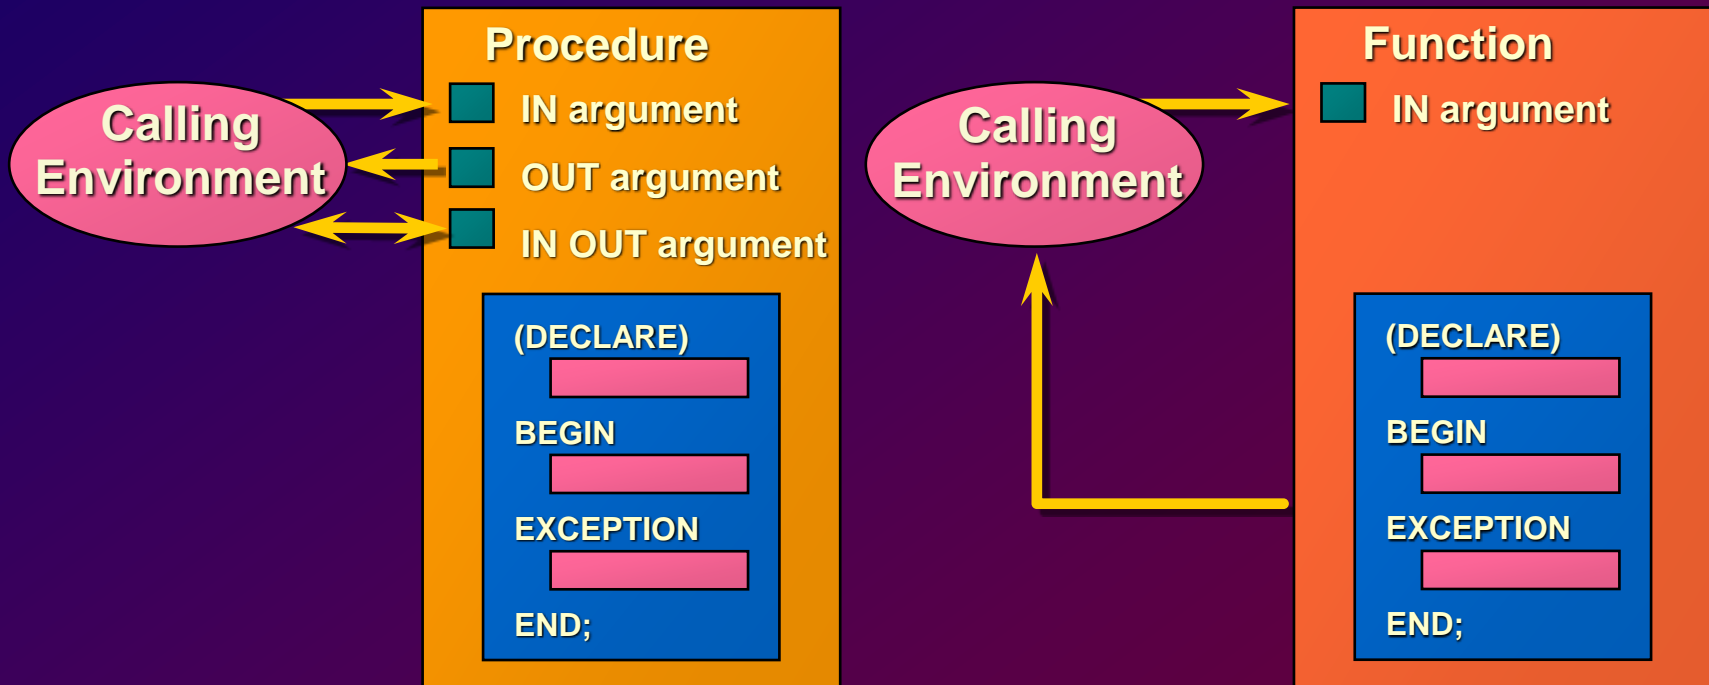 Procedure
Calling
Environment
IN argument
OUT argument
IN OUT argument
(DECLARE)
BEGIN
EXCEPTION
END;
Function
Calling
Environment
IN argument
(DECLARE)
BEGIN
EXCEPTION
END;